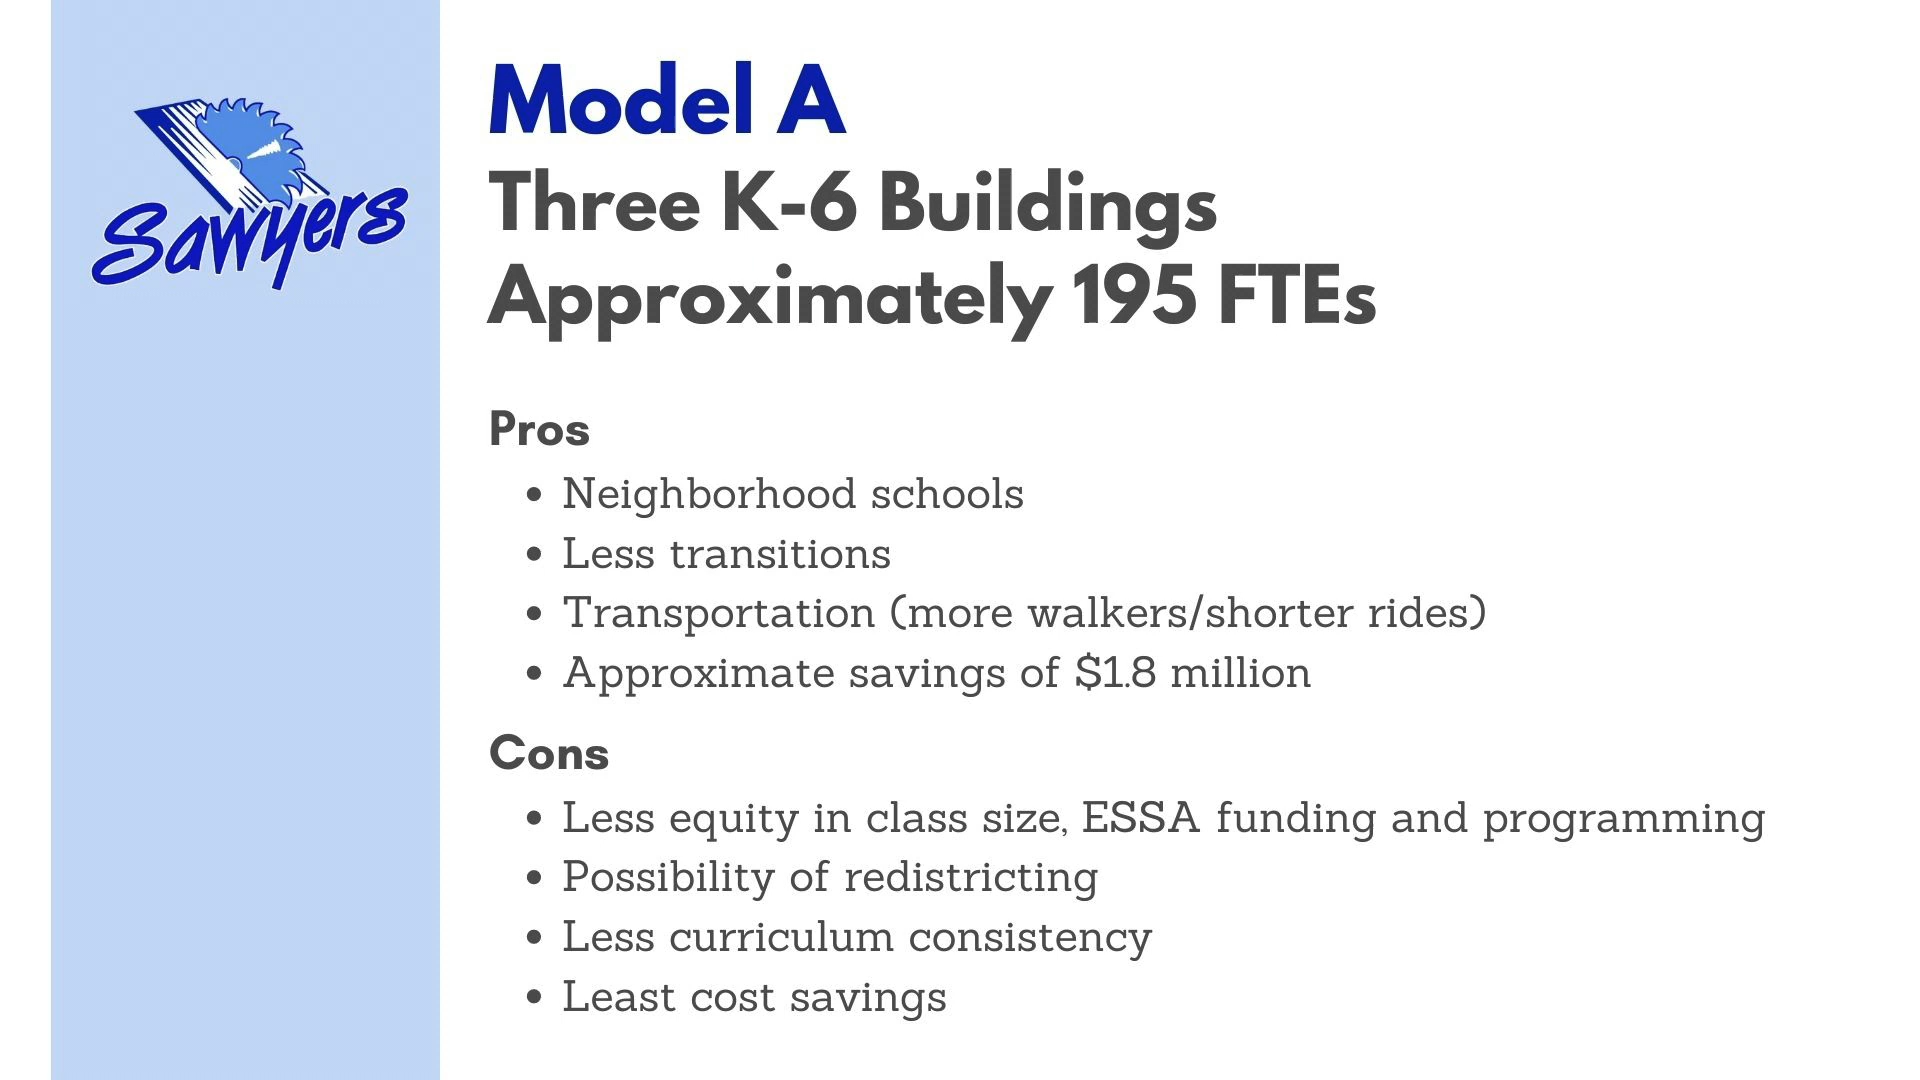 Sawyers
Model A
Three K-6 Buildings
Approximately 195 FTEs
Pros
• Neighborhood schools
• Less transitions
• Transportation (more walkers/shorter rides)
• Approximate savings of $1.8 million
Cons
• Less equity in class size, ESSA funding and programming
• Possibility of redistricting
• Less curriculum consistency
• Least cost savings